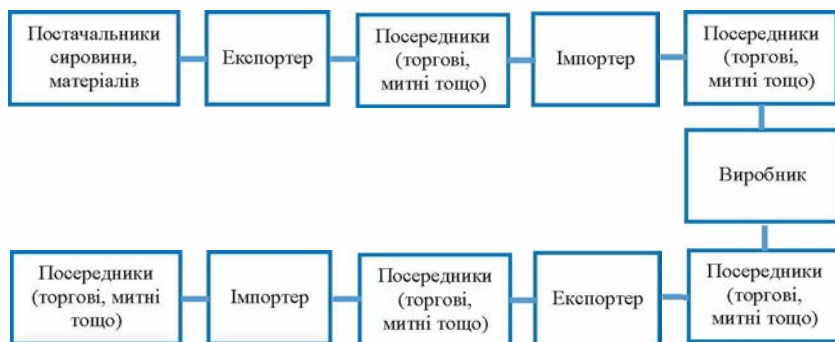 Постачальники
сировини,
матеріалів
Експортер
Посередники
(торгові,
митні тощо)
Імпортер
Посередники
(торгові,
митні тощо)
Виробник
Посередники
(торгові,
митні тощо)
Експортер
Посередники
(торгові,
митні тощо)
Імпортер
Посередники
(торгові, митні
тощо)